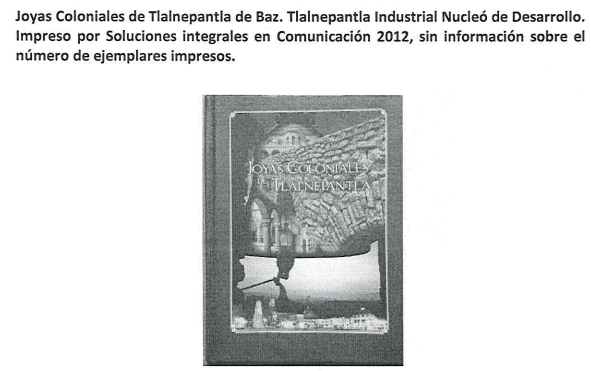 Joyas Coloniales de Tlalnepantla de Baz. Tlalnepantla Industrial Nucleó de Desarrollo.
Impreso por Soluciones integrales en Comunicación 2012, sin información sobre el
número de ejemplares impresos.
JOYAS COLONIALES
TLALNEPANTLA